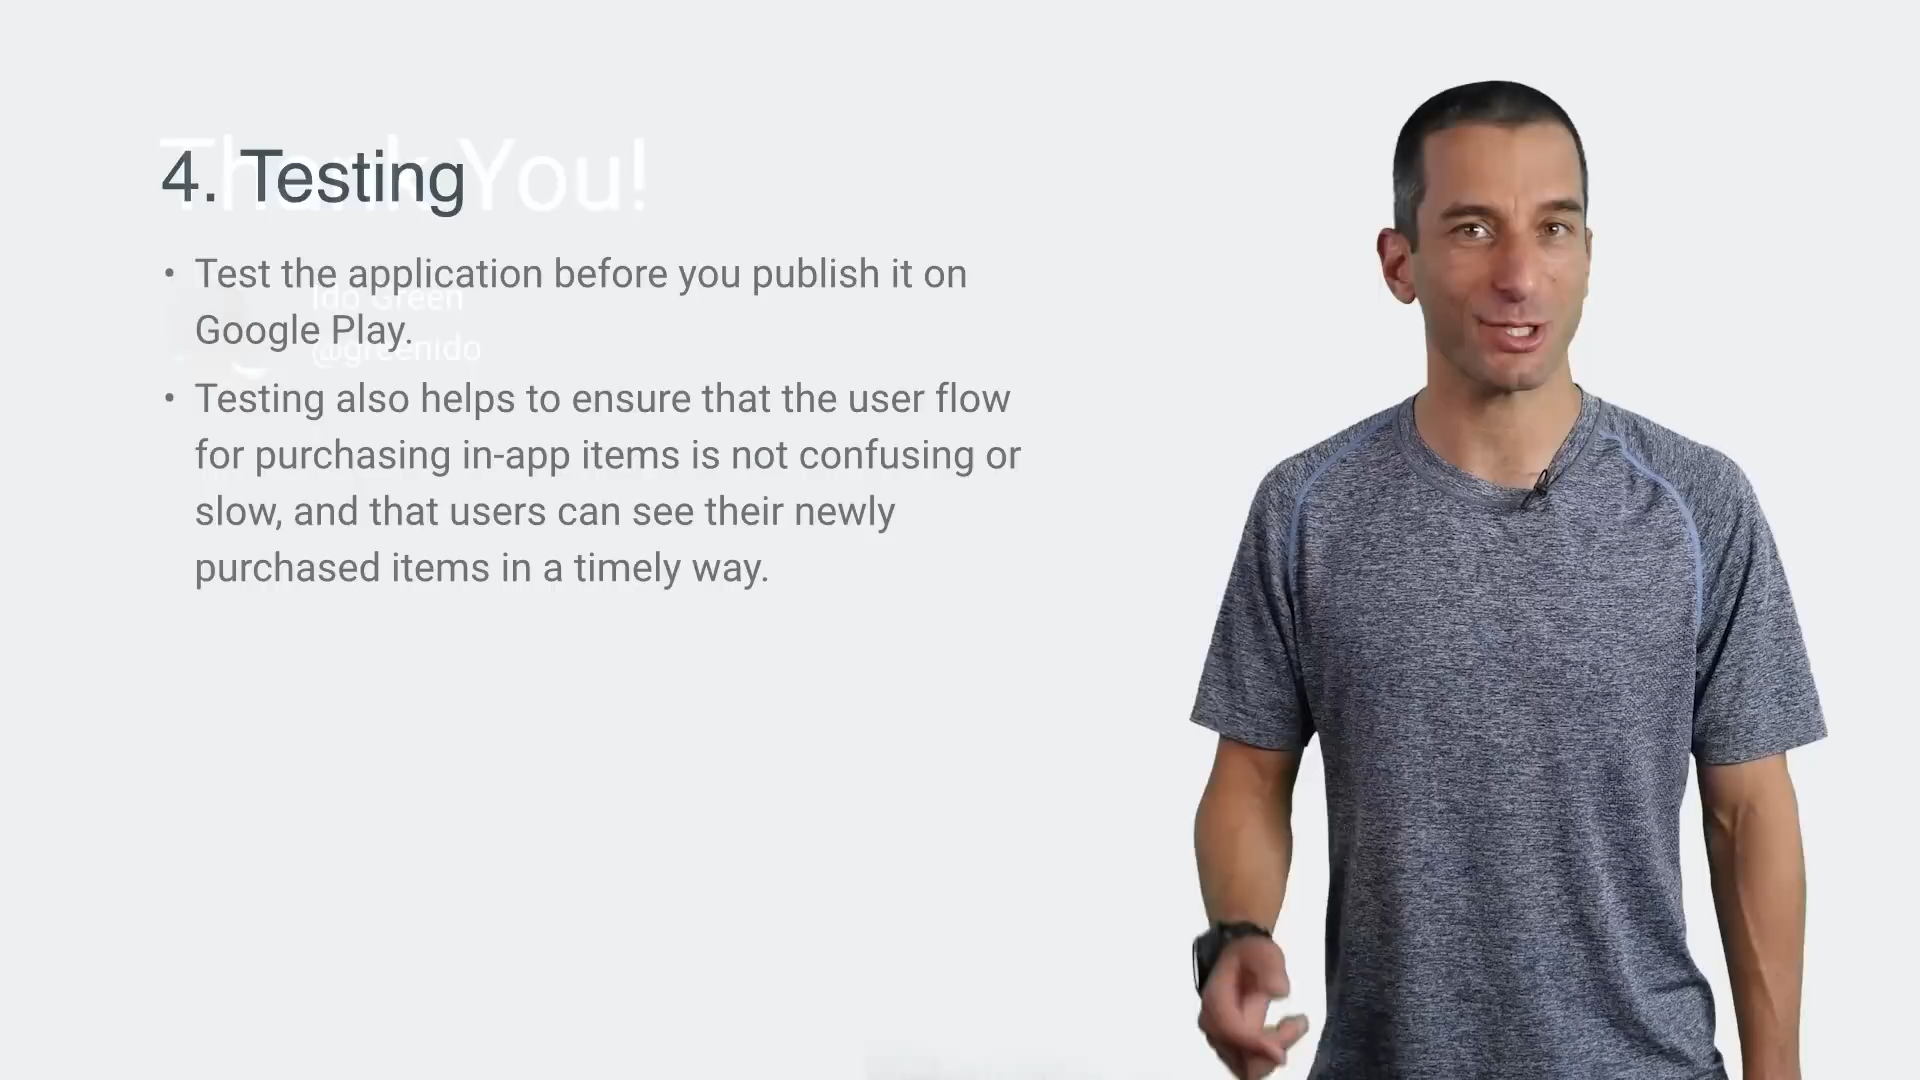 Thank You!
4. Testing
Test the application before you publish it on
Ido Green
Google Play.
@greenido
Testing also helps to ensure that the user flow
for purchasing in-app items is not confusing or
slow, and that users can see their newly
purchased items in a timely way.